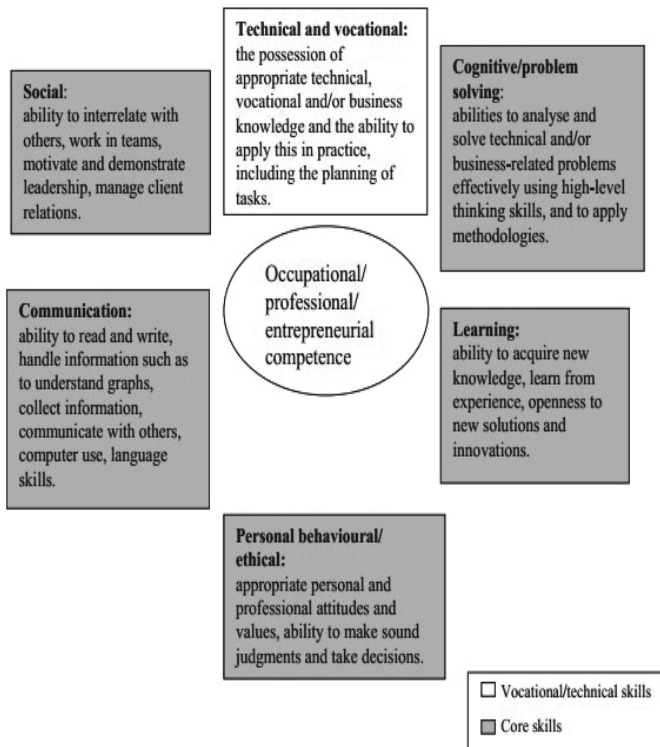 Technical and vocational:
the possession of
appropriate technical,
vocational and/or business
knowledge and the ability to
apply this in practice,
including the planning of
tasks.
Social:
ability to interrelate with
others, work in teams,
motivate and demonstrate
leadership, manage client
relations.
Cognitive/problem
solving:
abilities to analyse and
solve technical and/or
business-related problems
effectively using high-level
thinking skills, and to apply
methodologies.
Occupational/
professional/
entrepreneurial
competence
Communication:
ability to read and write,
handle information such as
to understand graphs,
collect information,
communicate with others,
computer use, language
skills.
Learning:
ability to acquire new
knowledge, learn from
experience, openness to
new solutions and
innovations.
Personal behavioural/
ethical:
appropriate personal and
professional attitudes and
values, ability to make sound
judgments and take decisions.
Vocational/technical skills
Core skills